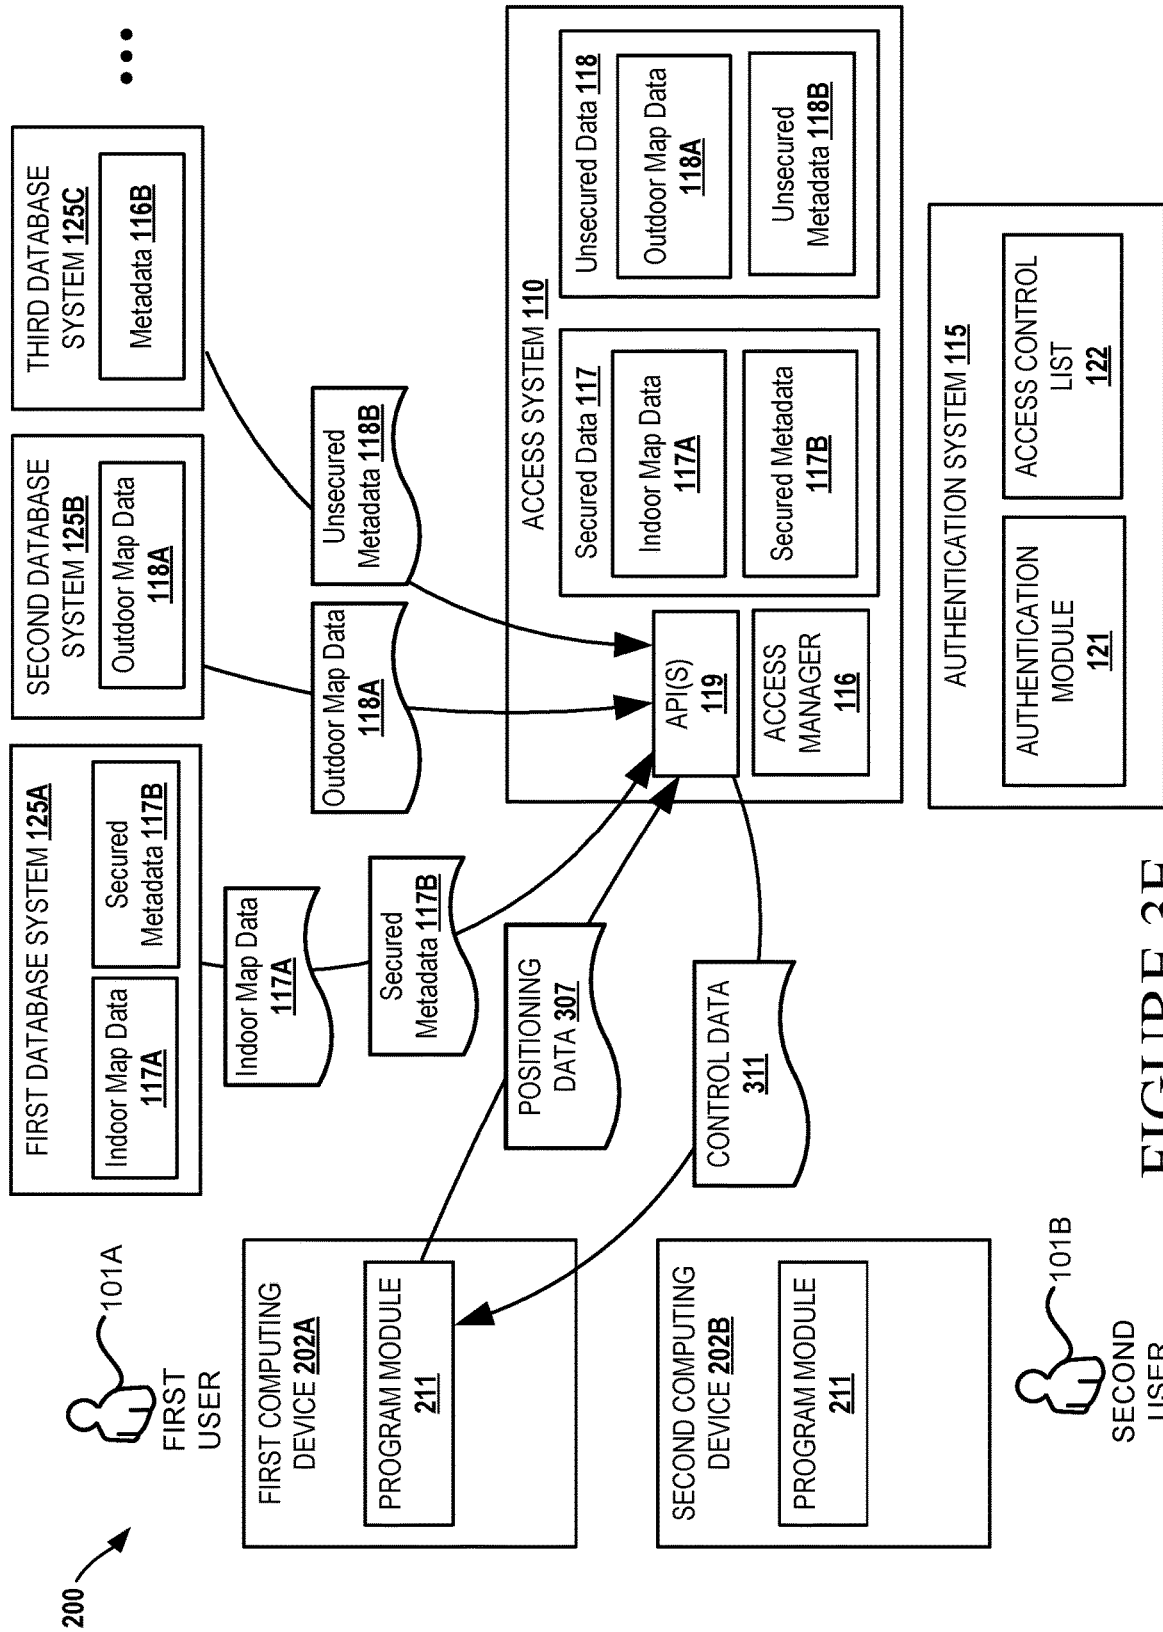 200
FIRST
USER
101A
FIRST COMPUTING
DEVICE 202A
PROGRAM MODULE
211
SECOND COMPUTING
DEVICE 202B
PROGRAM MODULE
211
101B
SECOND
USER
FIRST DATABASE SYSTEM 125A
Indoor Map Data
117A
Secured
Metadata 117B
SECOND DATABASE
SYSTEM 125B
Outdoor Map Data
118A
THIRD DATABASE
SYSTEM 125C
Metadata 116B
Indoor Map Data
117A
Secured
Metadata 117B
Outdoor Map Data
118A
Unsecured
Metadata 118B
POSITIONING
DATA 307
CONTROL DATA
311
ACCESS SYSTEM 110
API(S)
119
ACCESS
MANAGER
116
Secured Data 117
Indoor Map Data
117A
Secured Metadata
117B
Unsecured Data 118
Outdoor Map Data
118A
Unsecured
Metadata 118B
AUTHENTICATION SYSTEM 115
AUTHENTICATION
MODULE
121
ACCESS CONTROL
LIST
122
FIGURE